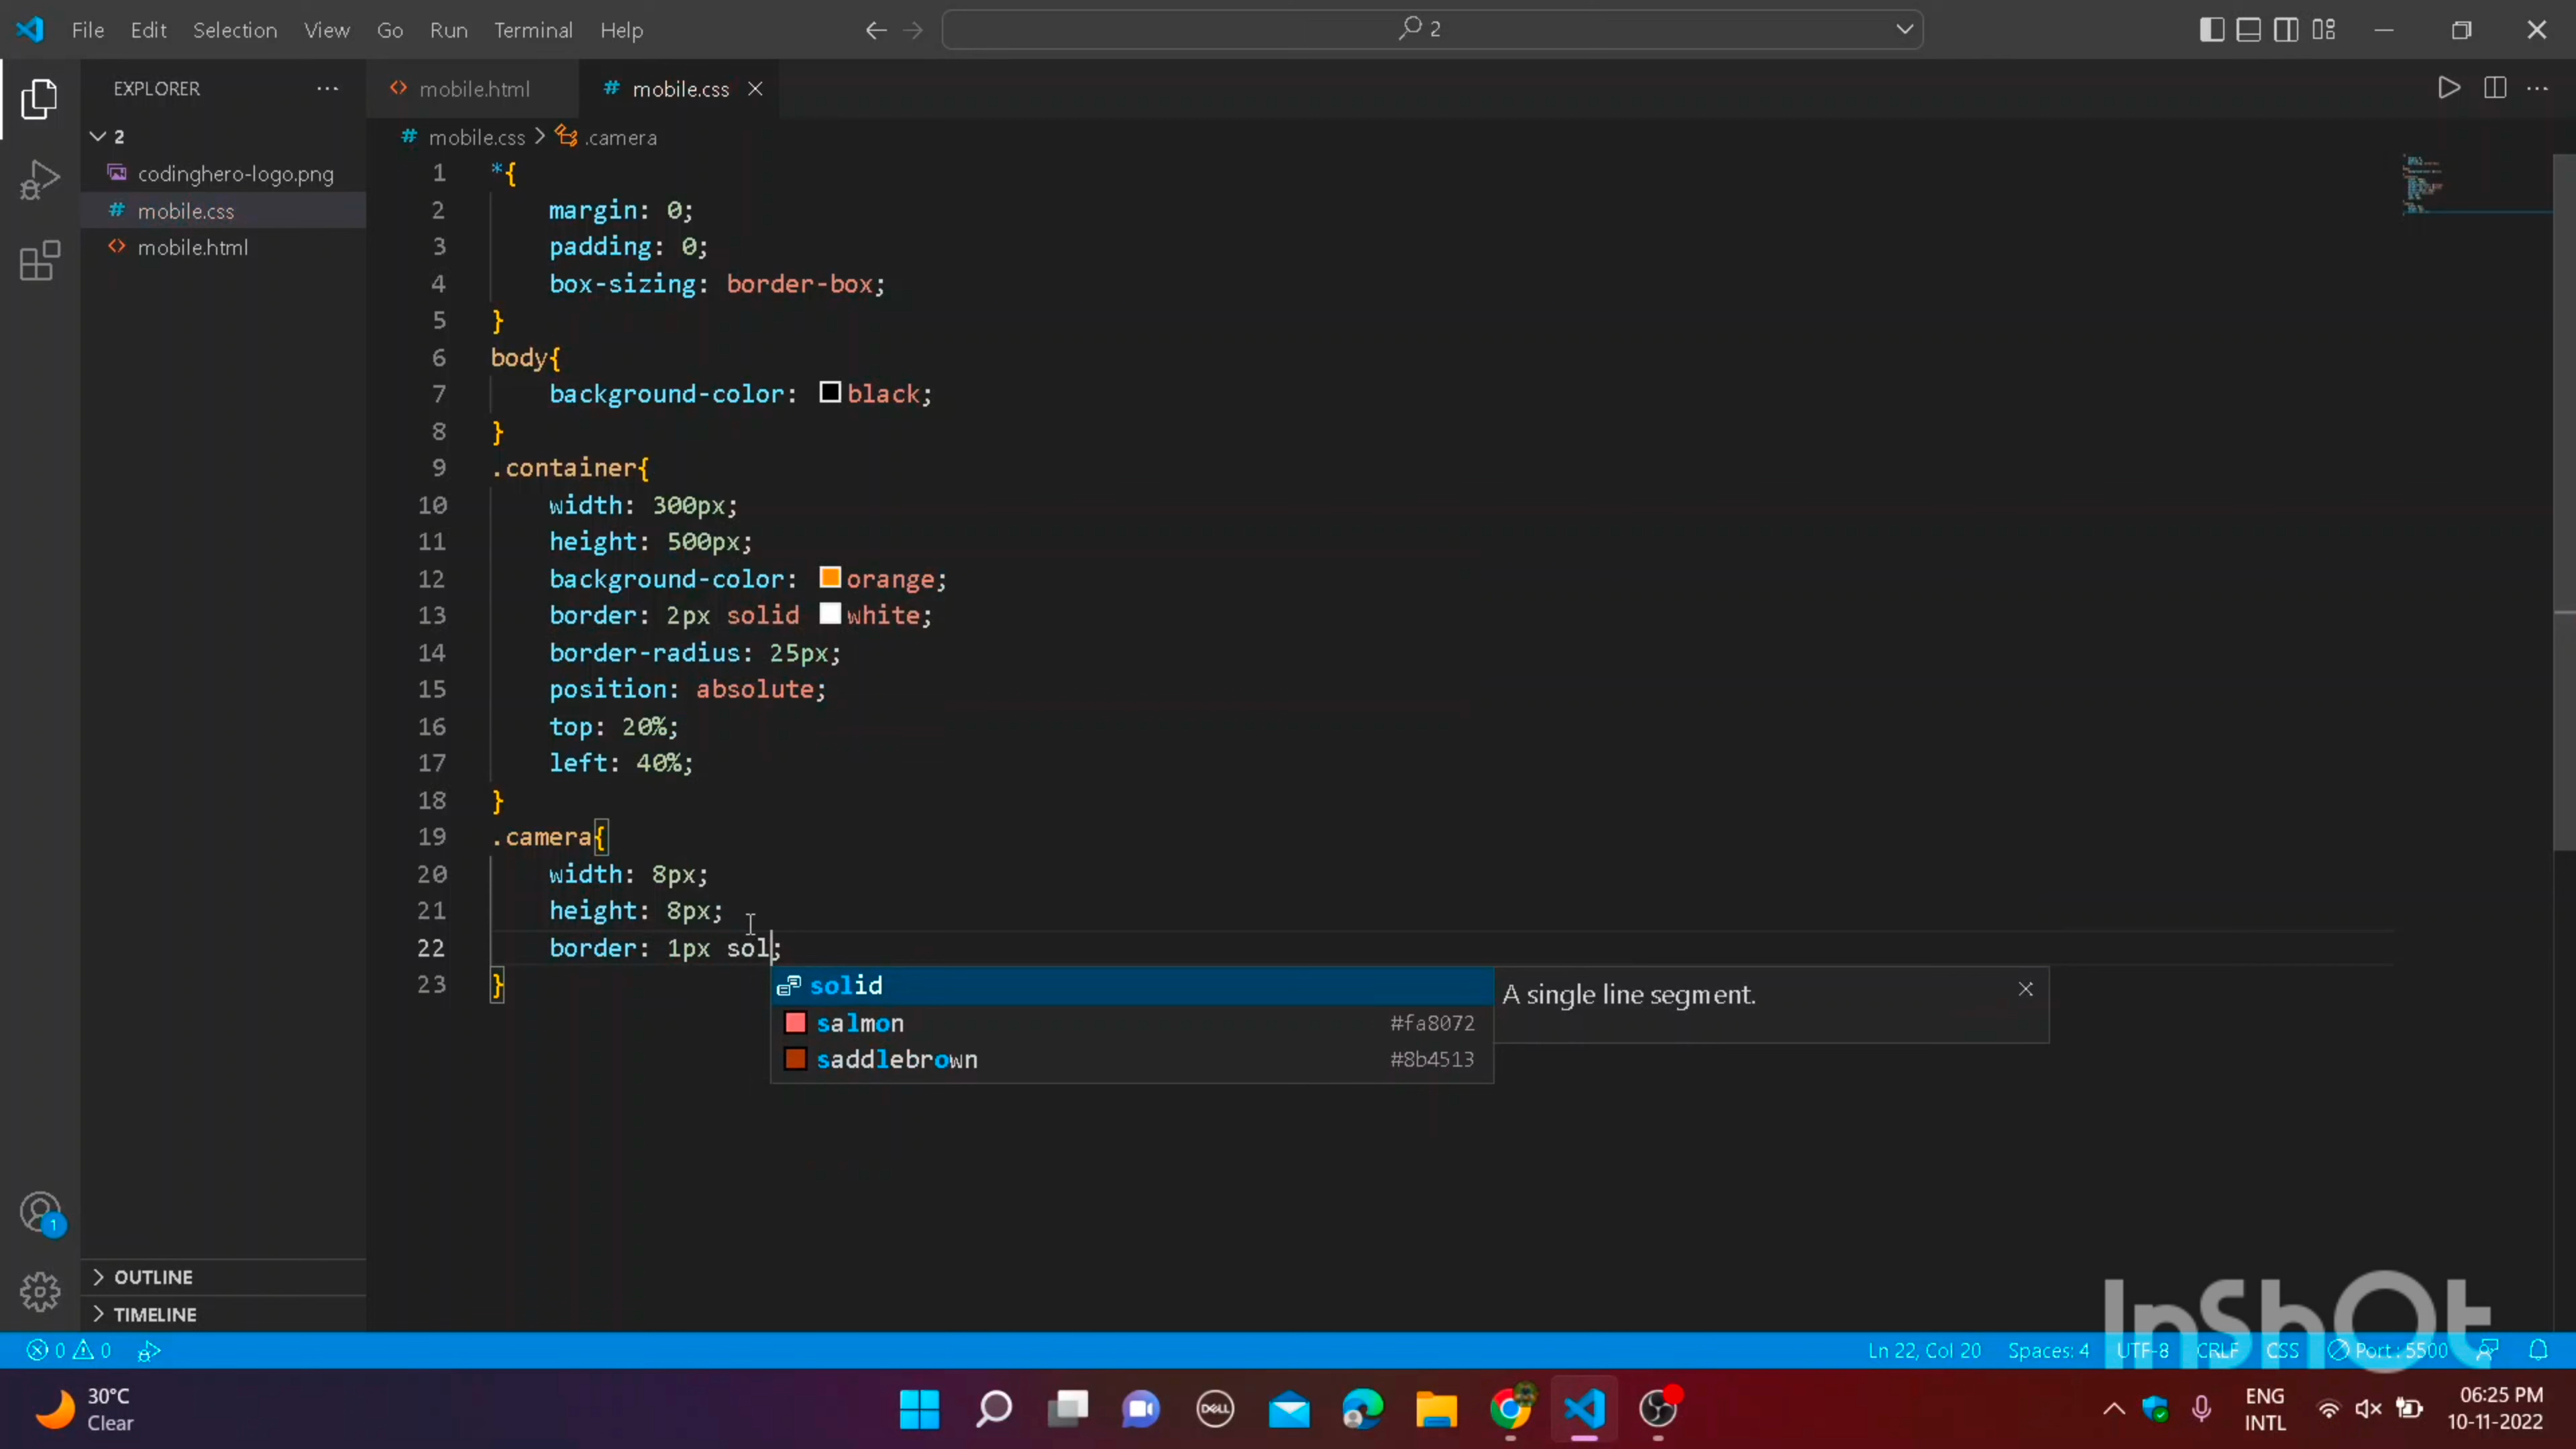 File Edit Selection View Go Run Terminal Help
2
EXPLORER
mobile.html
mobile.css
2
mobile.css > .camera
codinghero-logo.png
mobile.css
mobile.html
1 *{
2 margin: 0;
3 padding: 0;
4 box-sizing: border-box;
5 }
6 body{
7 background-color: black;
8 }
9 .container{
10 width: 300px;
11 height: 500px;
12 background-color: orange;
13 border: 2px solid white;
14 border-radius: 25px;
15 position: absolute;
16 top: 20%;
17 left: 40%;
18 }
19 .camera{
20 width: 8px;
21 height: 8px;
22 border: 1px sol;
23 }
solid
A single line segment.
salmon #fa8072
saddlebrown #8b4513
1
OUTLINE
TIMELINE
InShOt
0 0 Ln 22, Col 20 Spaces: 4 UTF-8 CRLF CSS Port : 5500
30°C
Clear
DELL
ENG
INTL
06:25 PM
10-11-2022